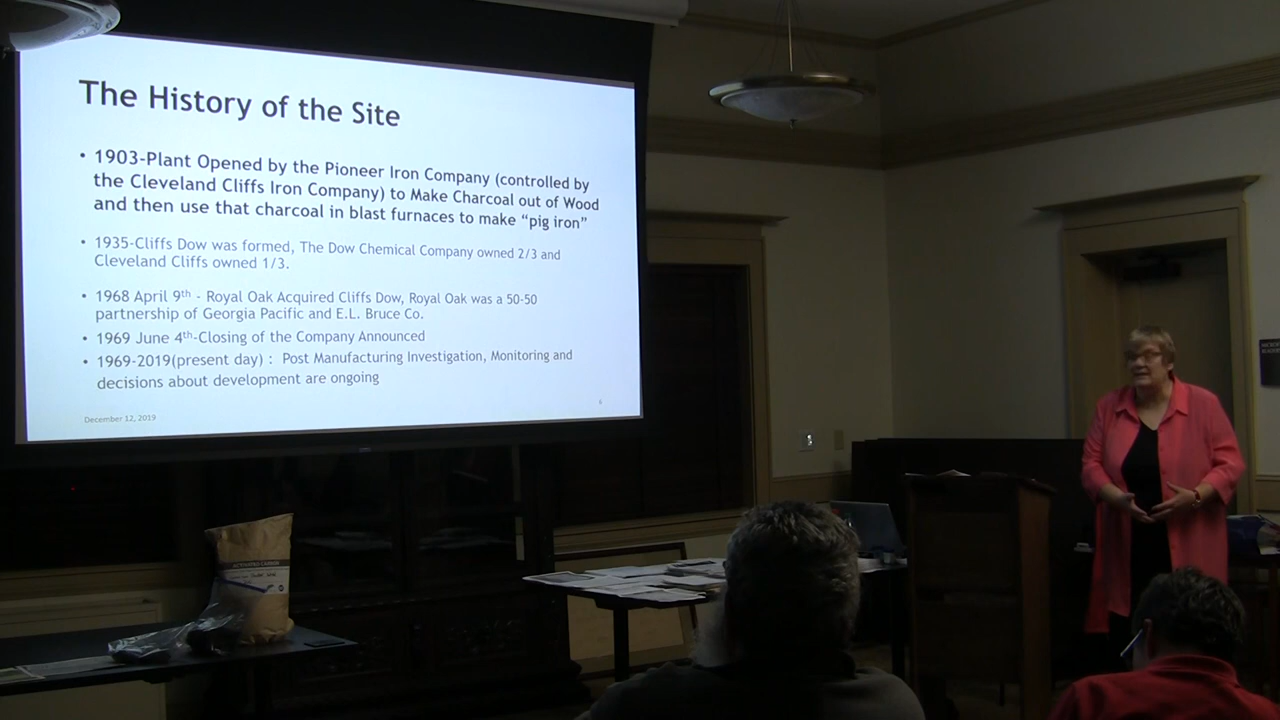 The History of the Site
• 1903-Plant Opened by the Pioneer Iron Company (controlled by
the Cleveland Cliffs Iron Company) to Make Charcoal out of Wood
and then use that charcoal in blast furnaces to make “pig iron”
• 1935-Cliffs Dow was formed, The Dow Chemical Company owned 2/3 and
Cleveland Cliffs owned 1/3.
• 1968 April 9th - Royal Oak Acquired Cliffs Dow, Royal Oak was a 50-50
partnership of Georgia Pacific and E.L. Bruce Co.
• 1969 June 4th-Closing of the Company Announced
• 1969-2019(present day) : Post Manufacturing Investigation, Monitoring and
decisions about development are ongoing
December 12, 2019
6
ACTIVATED CARBON